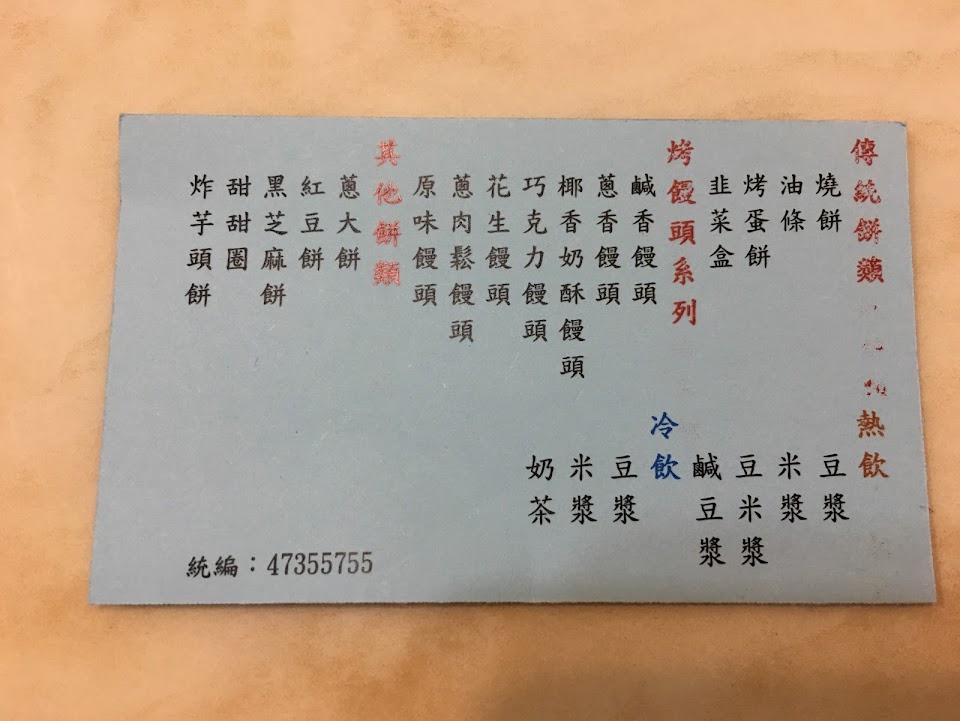 傳統餅類
燒餅
油條
烤蛋餅
韭菜盒
烤饅頭系列
鹹香饅頭
蔥香饅頭
椰香奶酥饅頭
巧克力饅頭
花生饅頭
蔥肉鬆饅頭
原味饅頭
其他餅類
蔥大餅
紅豆餅
黑芝麻餅
甜甜圈
炸芋頭餅
熱飲
豆漿
米漿
豆米漿
鹹豆漿
冷飲
豆漿
米漿
奶茶
統編：47355755